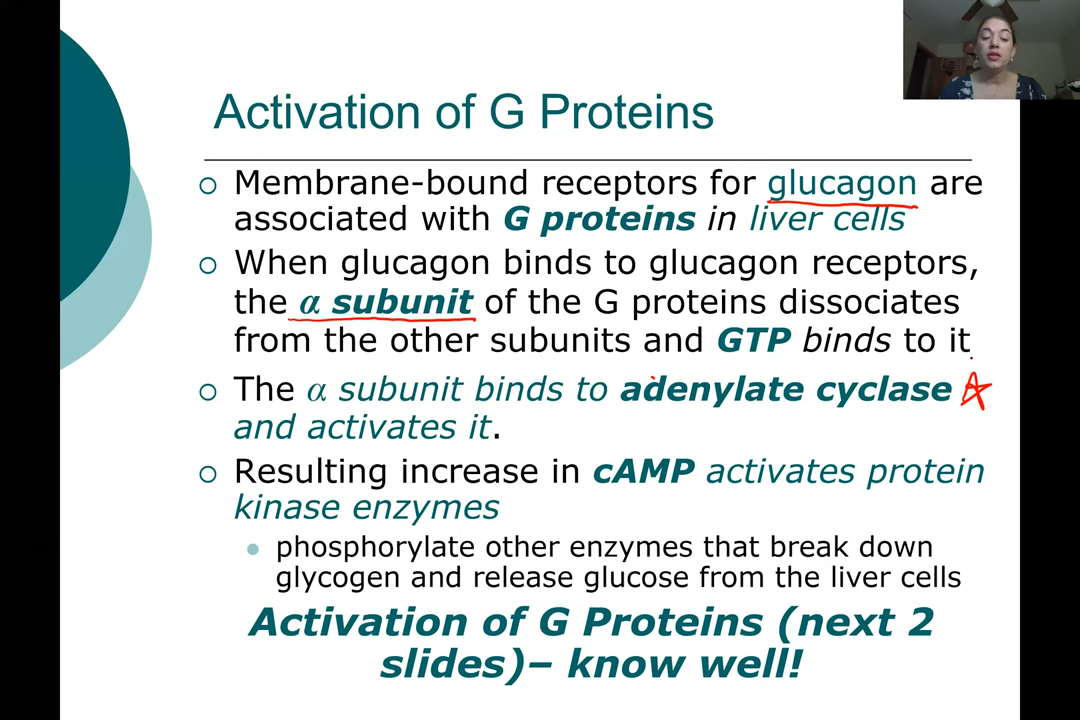 Activation of G Proteins
Membrane-bound receptors for glucagon are
associated with G proteins in liver cells
When glucagon binds to glucagon receptors,
the α subunit of the G proteins dissociates
from the other subunits and GTP binds to it
The α subunit binds to adenylate cyclase
and activates it.
Resulting increase in cAMP activates protein
kinase enzymes
phosphorylate other enzymes that break down
glycogen and release glucose from the liver cells
Activation of G Proteins (next 2
slides)– know well!